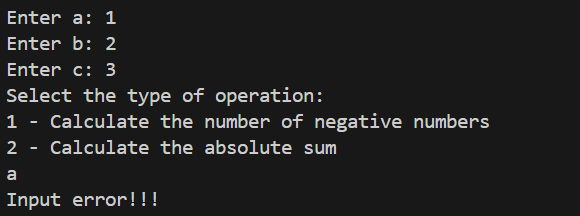 Enter a: 1
Enter b: 2
Enter c: 3
Select the type of operation:
1 - Calculate the number of negative numbers
2 - Calculate the absolute sum
a
Input error!!!